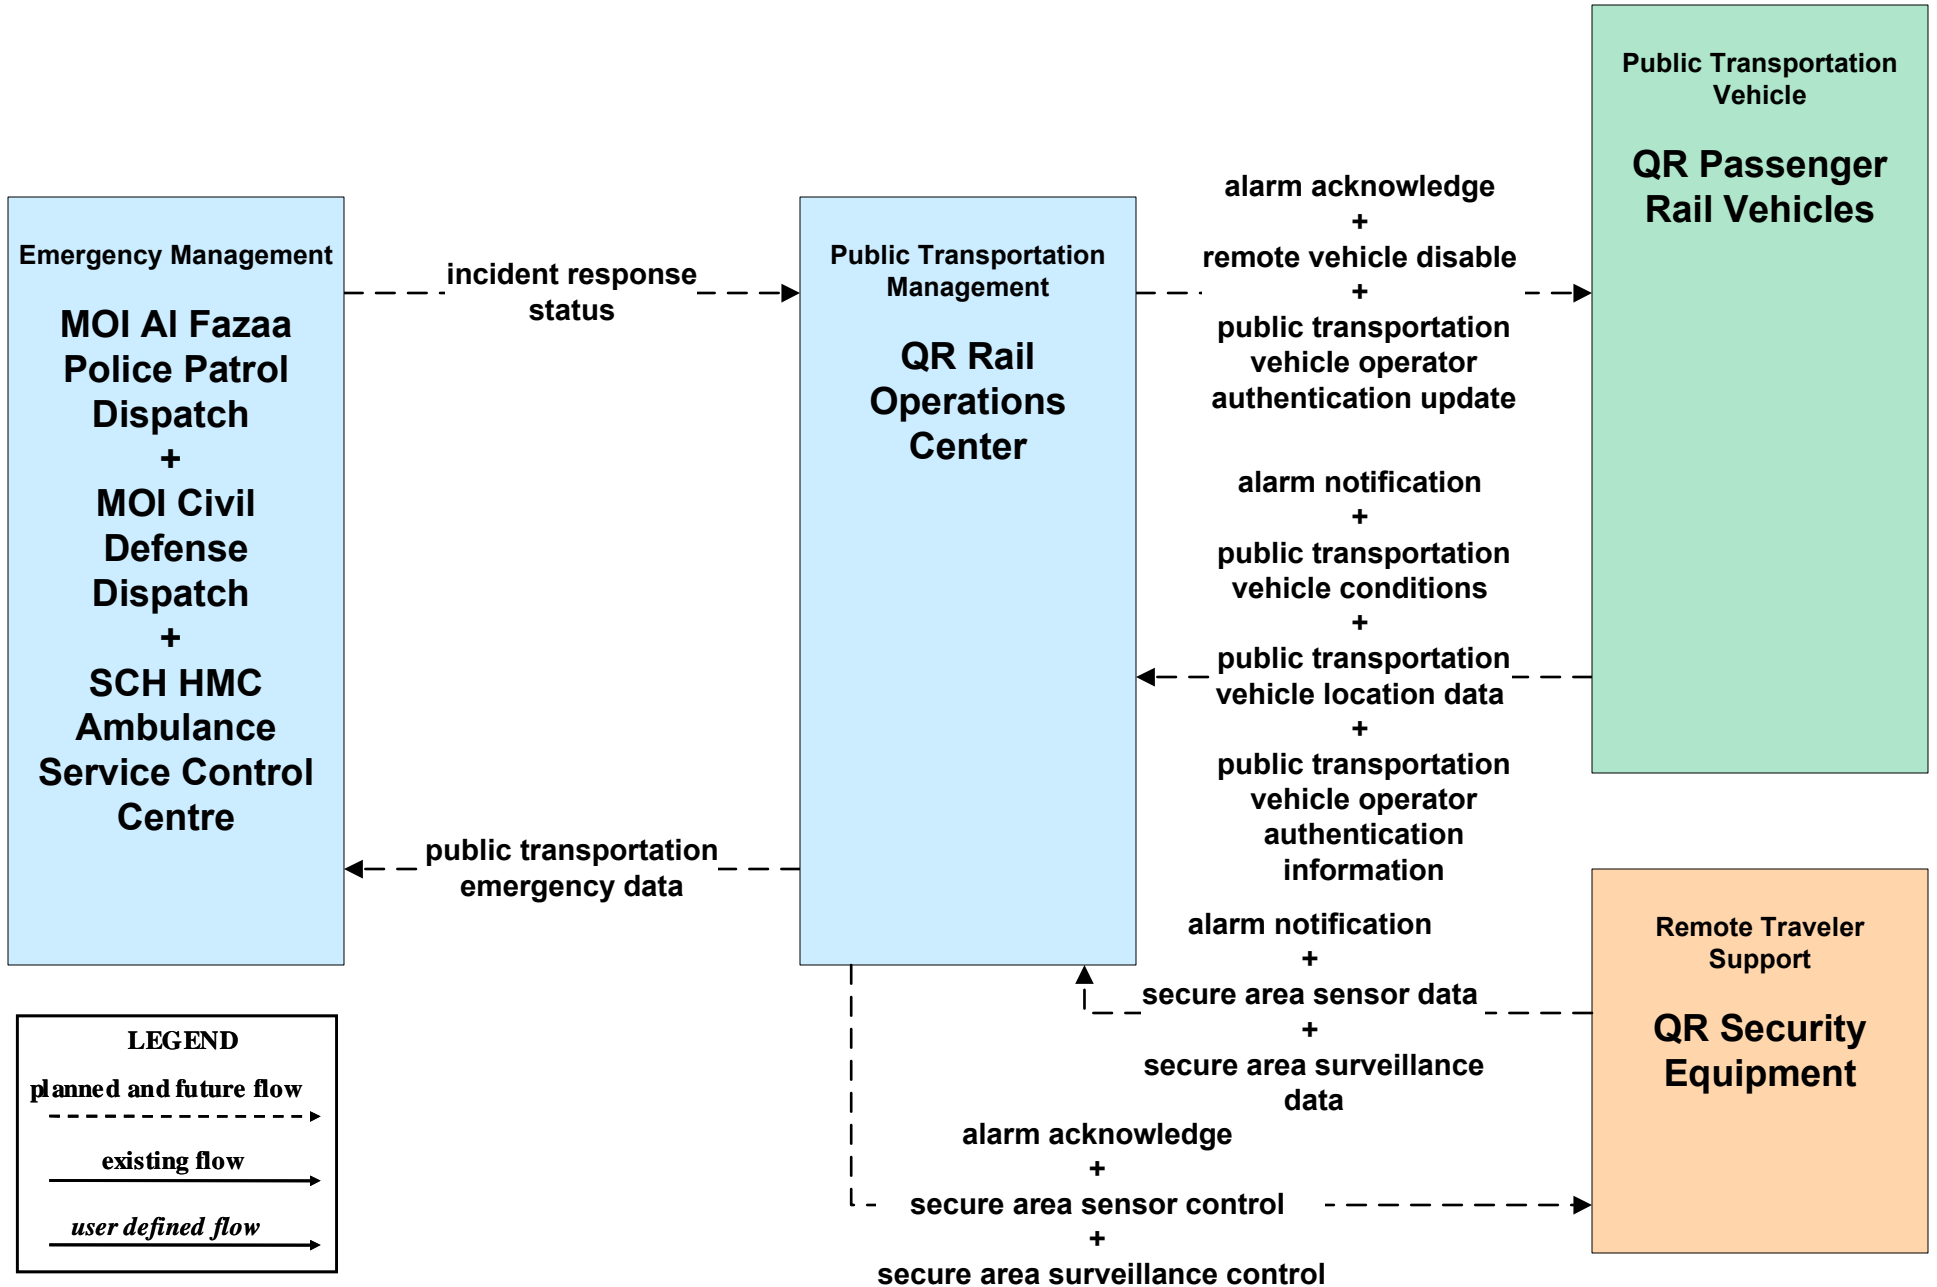 Emergency Management
MOI Al Fazaa
Police Patrol
Dispatch
+
MOI Civil
Defense
Dispatch
+
SCH HMC
Ambulance
Service Control
Centre
incident response
status
public transportation
emergency data
Public Transportation
Management
QR Rail
Operations
Center
alarm acknowledge
+
remote vehicle disable
+
public transportation
vehicle operator
authentication update
alarm notification
+
public transportation
vehicle conditions
+
public transportation
vehicle location data
+
public transportation
vehicle operator
authentication
information
Public Transportation
Vehicle
QR Passenger
Rail Vehicles
alarm notification
+
secure area sensor data
+
secure area surveillance
data
Remote Traveler
Support
QR Security
Equipment
alarm acknowledge
+
secure area sensor control
+
secure area surveillance control
LEGEND
planned and future flow
existing flow
user defined flow